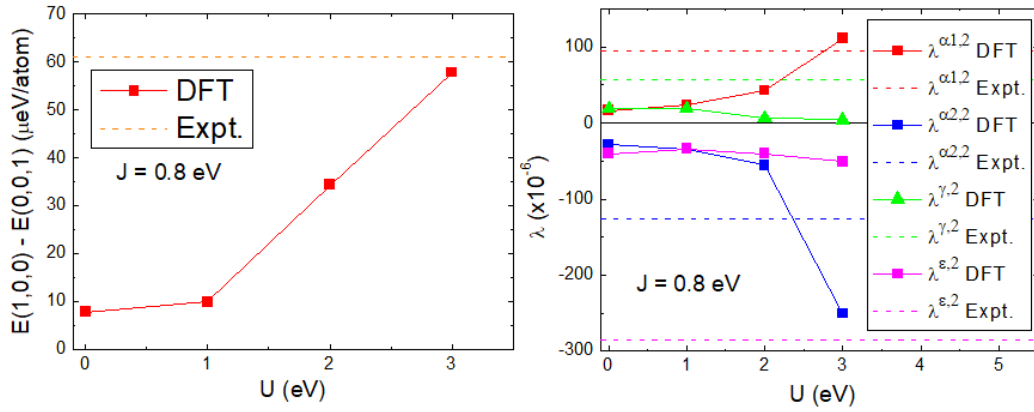 70
60
50
40
30
20
10
0
E(1,0,0) - E(0,0,1) (μeV/atom)
DFT
Expt.
J = 0.8 eV
0 1 2 3
U (eV)
100
0
-100
-200
-300
λ (x10⁻⁶)
λ^α1,2 DFT
λ^α1,2 Expt.
λ^α2,2 DFT
λ^α2,2 Expt.
λ^γ,2 DFT
λ^γ,2 Expt.
λ^ε,2 DFT
λ^ε,2 Expt.
J = 0.8 eV
0 1 2 3 4 5
U (eV)